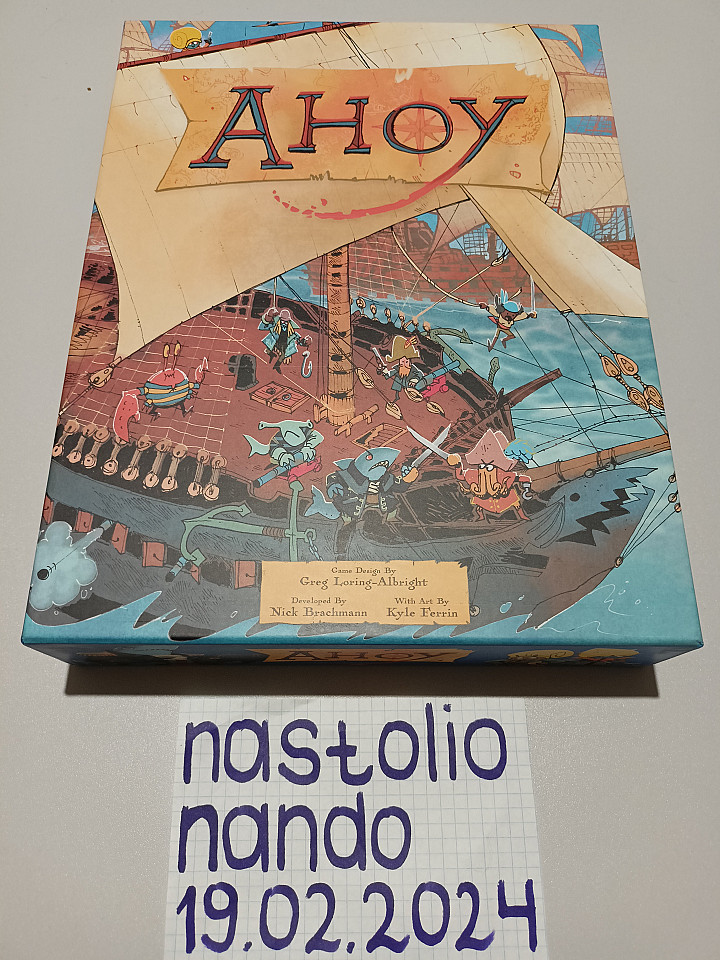 AHOY
Game Design By
Greg Loring-Albright
Developed By
Nick Brachmann
With Art By
Kyle Ferrin
AHOY
nastolio
nando
19.02.2024